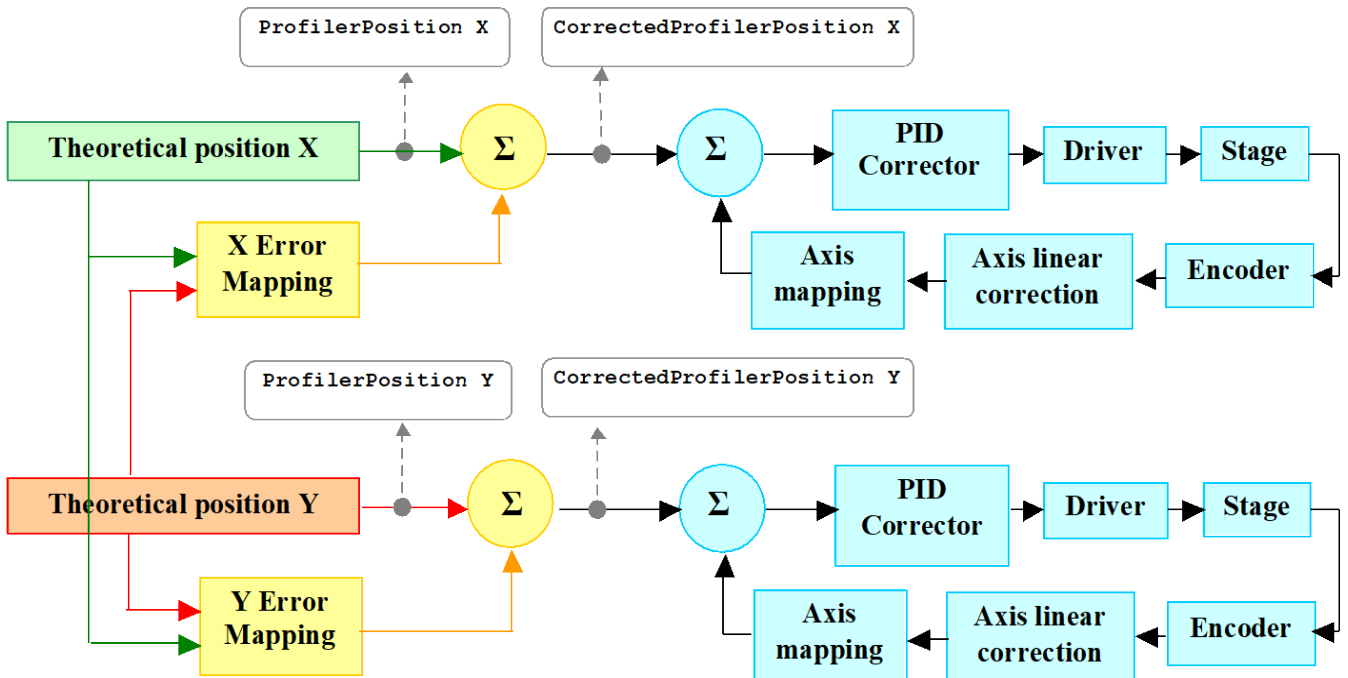 ProfilerPosition X
CorrectedProfilerPosition X
Theoretical position X
Σ
Σ
PID
Corrector
Driver
Stage
X Error
Mapping
Axis
mapping
Axis linear
correction
Encoder
ProfilerPosition Y
CorrectedProfilerPosition Y
Theoretical position Y
Σ
Σ
PID
Corrector
Driver
Stage
Y Error
Mapping
Axis
mapping
Axis linear
correction
Encoder